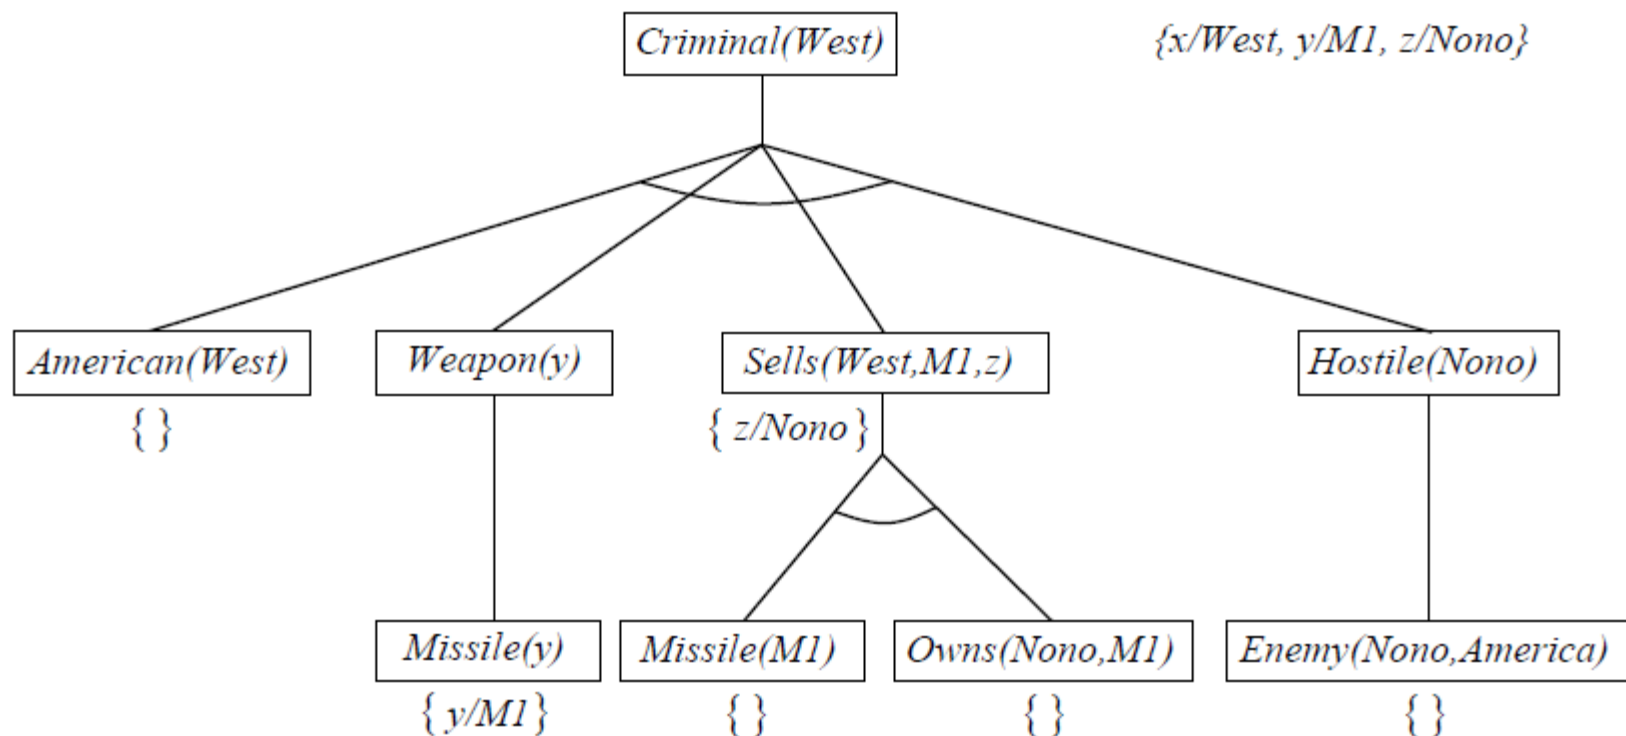 Criminal(West)
{x/West, y/M1, z/Nono}
American(West)
Weapon(y)
Sells(West,M1,z)
Hostile(Nono)
{ }
{ z/Nono }
Missile(y)
Missile(M1)
Owns(Nono,M1)
Enemy(Nono,America)
{ y/M1 }
{ }
{ }
{ }